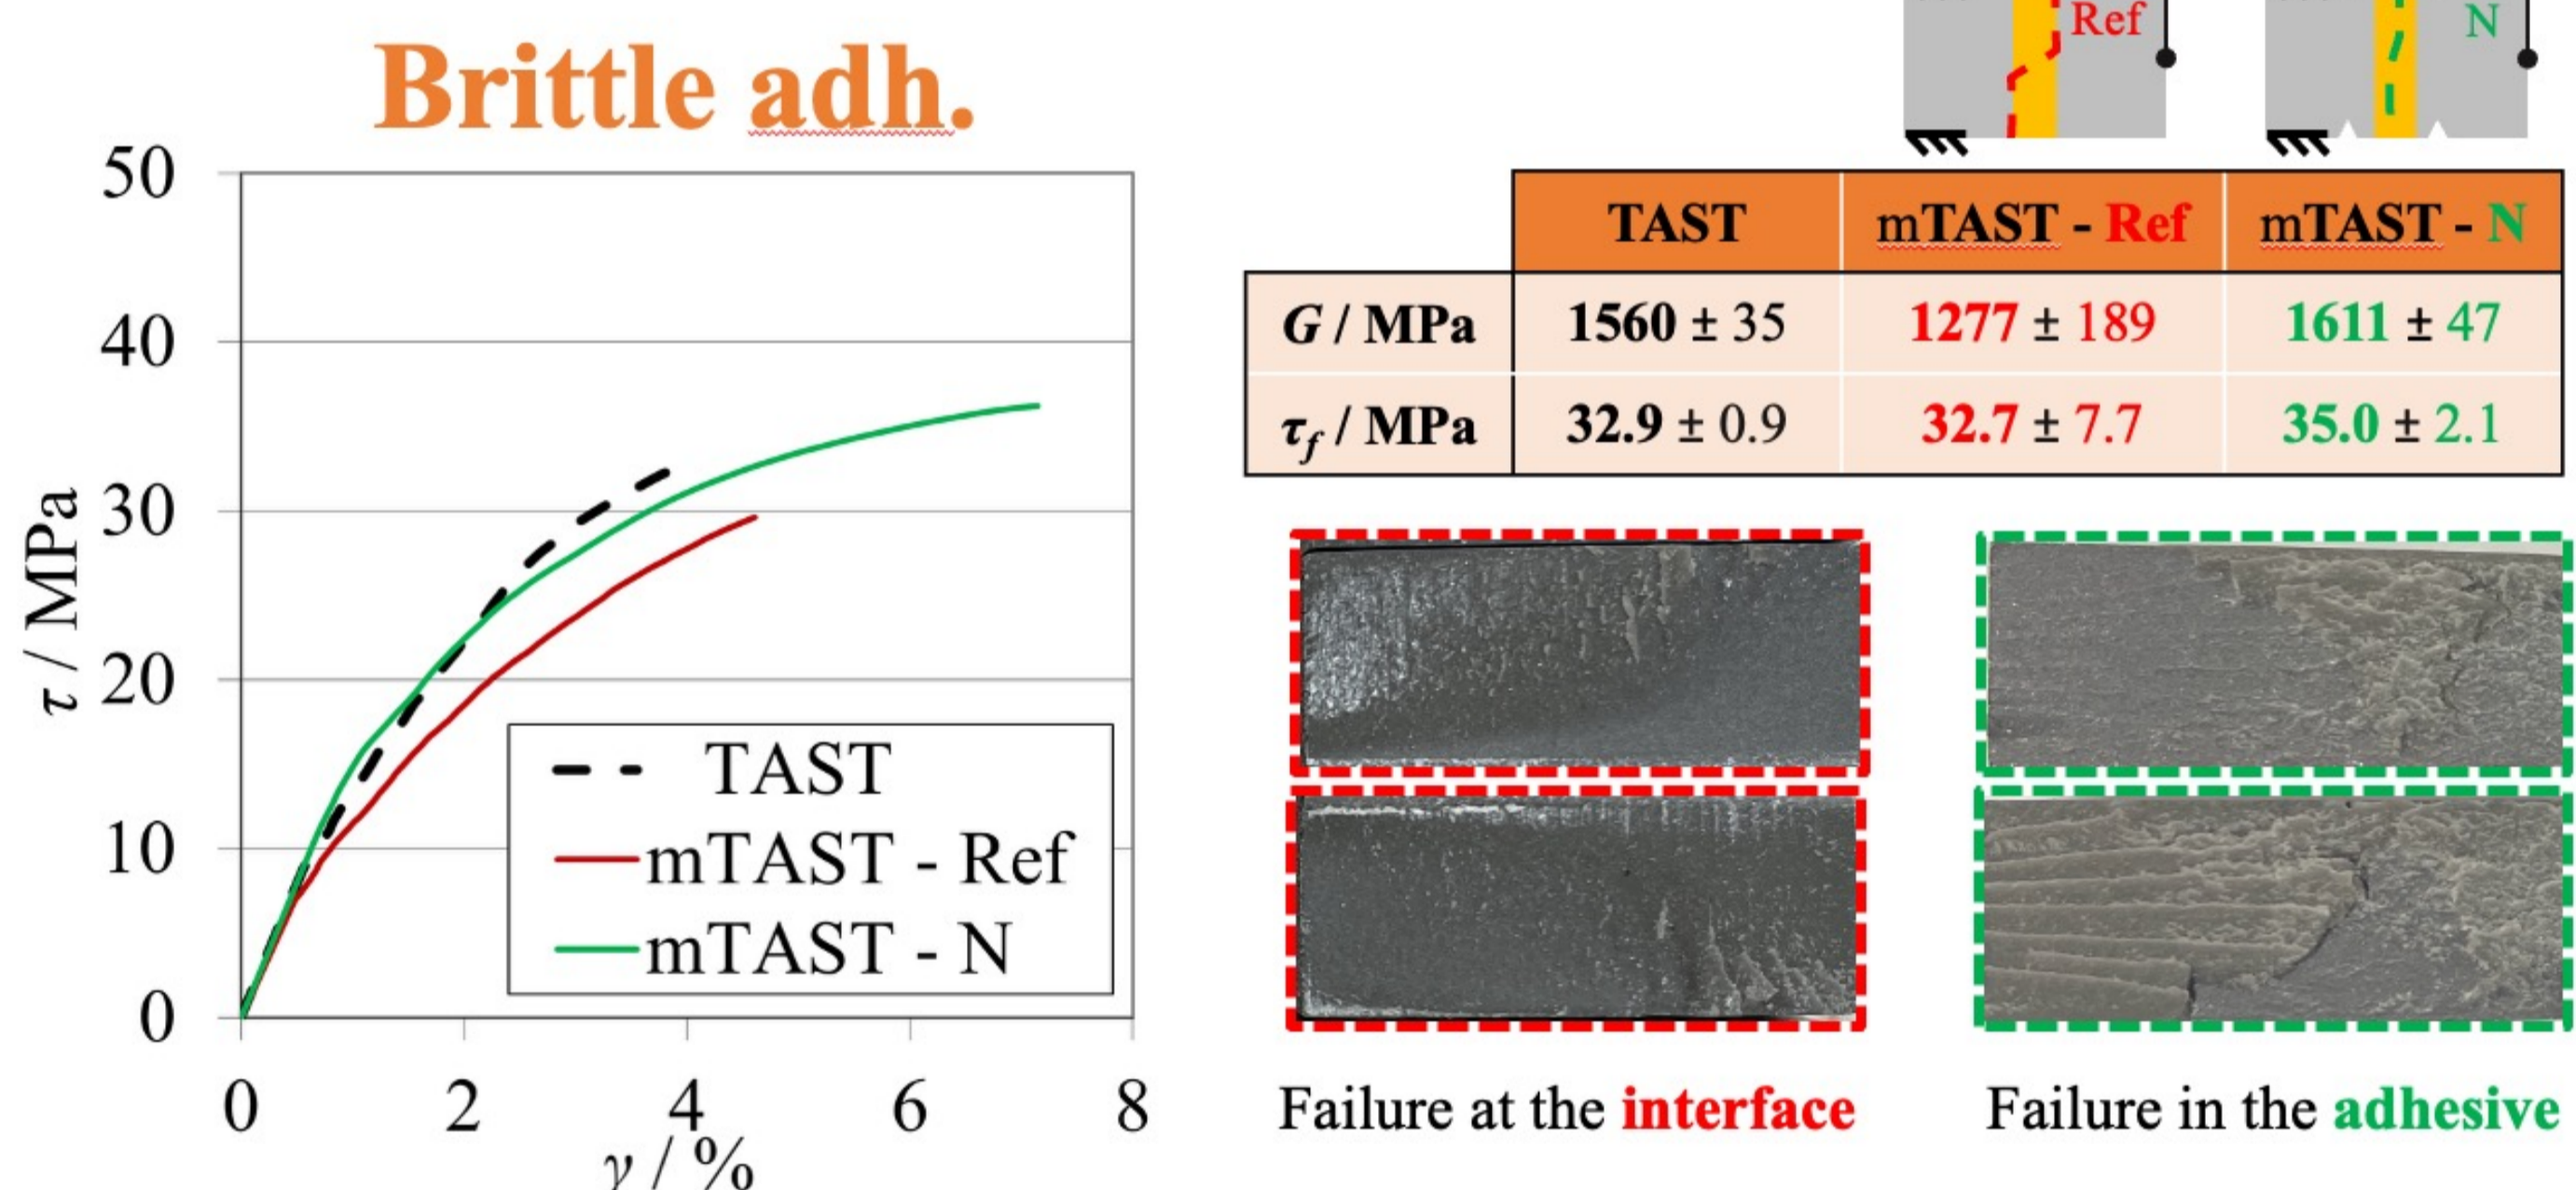 Brittle adh.
50
40
30
20
10
0
τ / MPa
0 2 4 6 8
γ / %
TAST
mTAST - Ref
mTAST - N
Ref
N
TAST mTAST - Ref mTAST - N
G / MPa 1560 ± 35 1277 ± 189 1611 ± 47
τf / MPa 32.9 ± 0.9 32.7 ± 7.7 35.0 ± 2.1
Failure at the interface
Failure in the adhesive